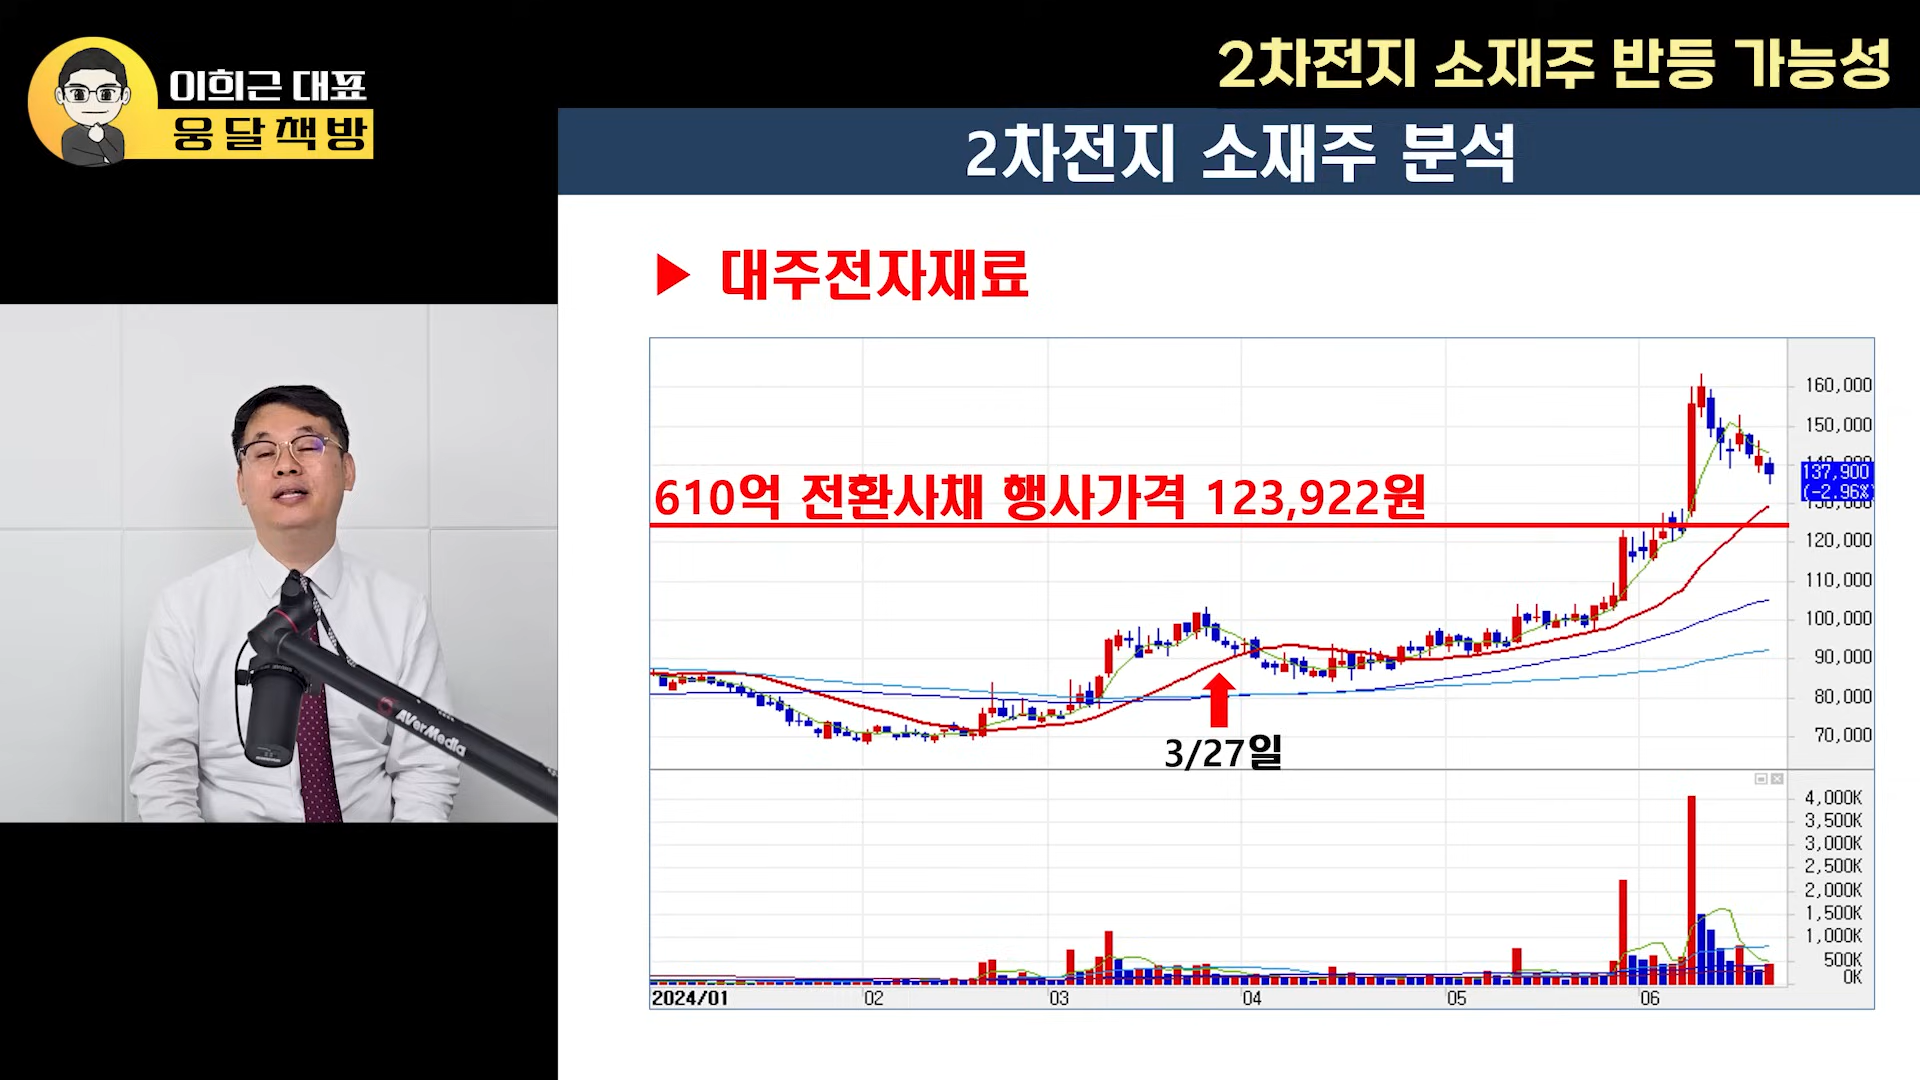 이희근 대표
웅달책방
2차전지 소재주 반등 가능성
2차전지 소재주 분석
▶ 대주전자재료
610억 전환사채 행사가격 123,922원
3/27일
160,000
150,000
140,000
137,900
(-2.96%)
130,000
120,000
110,000
100,000
90,000
80,000
70,000
4,000K
3,500K
3,000K
2,500K
2,000K
1,500K
1,000K
500K
0K
2024/01 02 03 04 05 06
AVerMedia